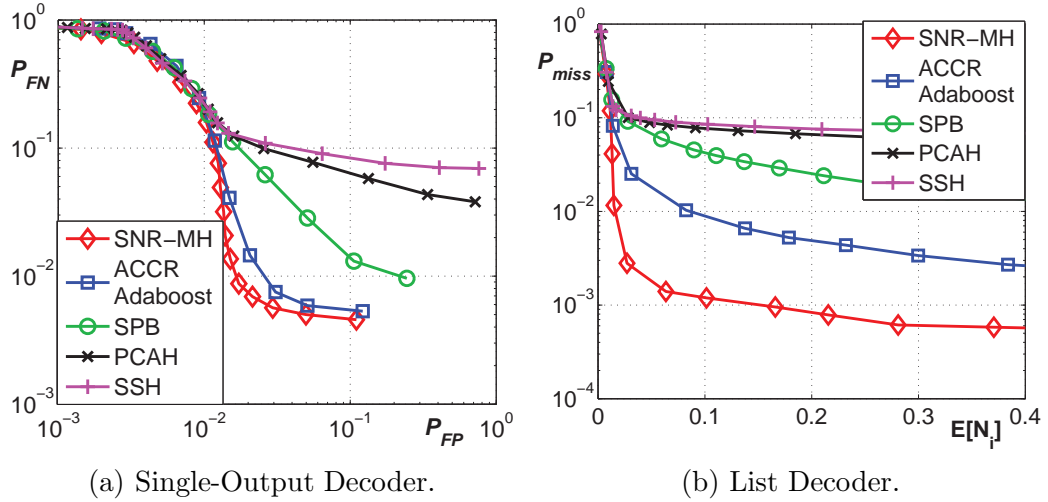 10^0
P_FN
10^-1
10^-2
10^-3
10^-3
10^-2
10^-1
10^0
P_FP
SNR-MH
ACCR
Adaboost
SPB
PCAH
SSH
(a) Single-Output Decoder.
10^0
P_miss
10^-1
10^-2
10^-3
10^-4
0
0.1
0.2
0.3
0.4
E[N_i]
SNR-MH
ACCR
Adaboost
SPB
PCAH
SSH
(b) List Decoder.